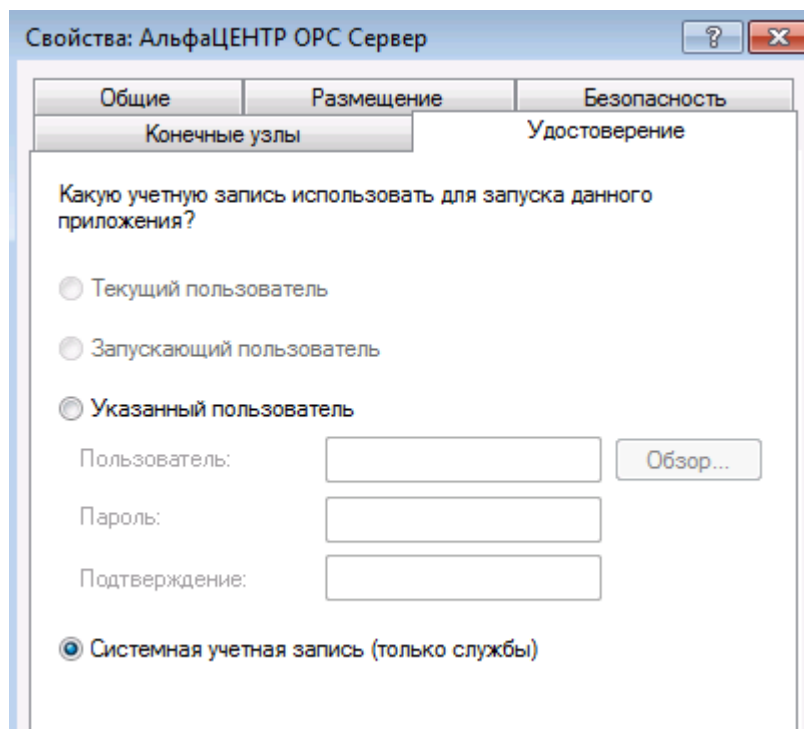 Свойства: АльфаЦЕНТР ОРС Сервер
Общие
Размещение
Безопасность
Конечные узлы
Удостоверение
Какую учетную запись использовать для запуска данного
приложения?
Текущий пользователь
Запускающий пользователь
Указанный пользователь
Пользователь:
Обзор...
Пароль:
Подтверждение:
Системная учетная запись (только службы)